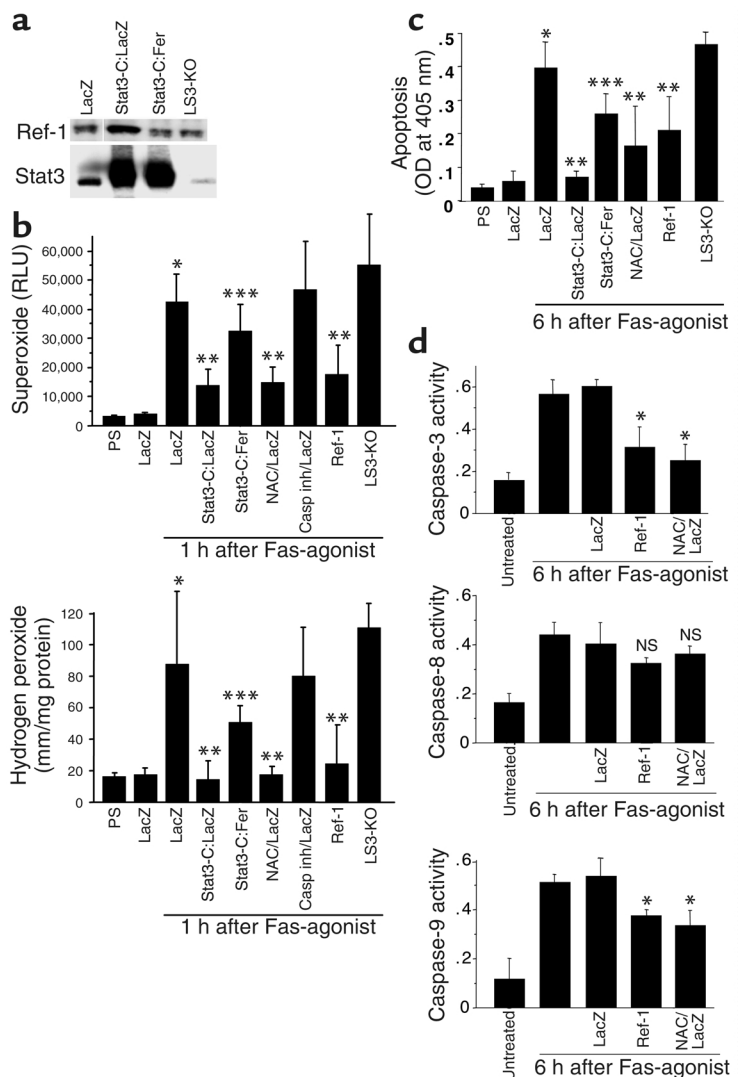 a
LacZ
Stat3-C:LacZ
Stat3-C:Fer
LS3-KO
Ref-1
Stat3
b
Superoxide (RLU)
60,000
50,000
40,000
30,000
20,000
10,000
0
*
**
***
**
**
PS
LacZ
LacZ
Stat3-C:LacZ
Stat3-C:Fer
NAC/LacZ
Casp inh/LacZ
Ref-1
LS3-KO
1 h after Fas-agonist
Hydrogen peroxide
(mm/mg protein)
120
100
80
60
40
20
0
*
**
***
**
**
PS
LacZ
LacZ
Stat3-C:LacZ
Stat3-C:Fer
NAC/LacZ
Casp inh/LacZ
Ref-1
LS3-KO
1 h after Fas-agonist
c
Apoptosis
(OD at 405 nm)
.5
.4
.3
.2
.1
0
*
**
***
**
**
PS
LacZ
LacZ
Stat3-C:LacZ
Stat3-C:Fer
NAC/LacZ
Ref-1
LS3-KO
6 h after Fas-agonist
d
Caspase-3 activity
.6
.4
.2
0
*
*
Untreated
LacZ
Ref-1
NAC/
LacZ
6 h after Fas-agonist
Caspase-8 activity
.6
.4
.2
0
NS
NS
Untreated
LacZ
Ref-1
NAC/
LacZ
6 h after Fas-agonist
Caspase-9 activity
.6
.4
.2
0
*
*
Untreated
LacZ
Ref-1
NAC/
LacZ
6 h after Fas-agonist